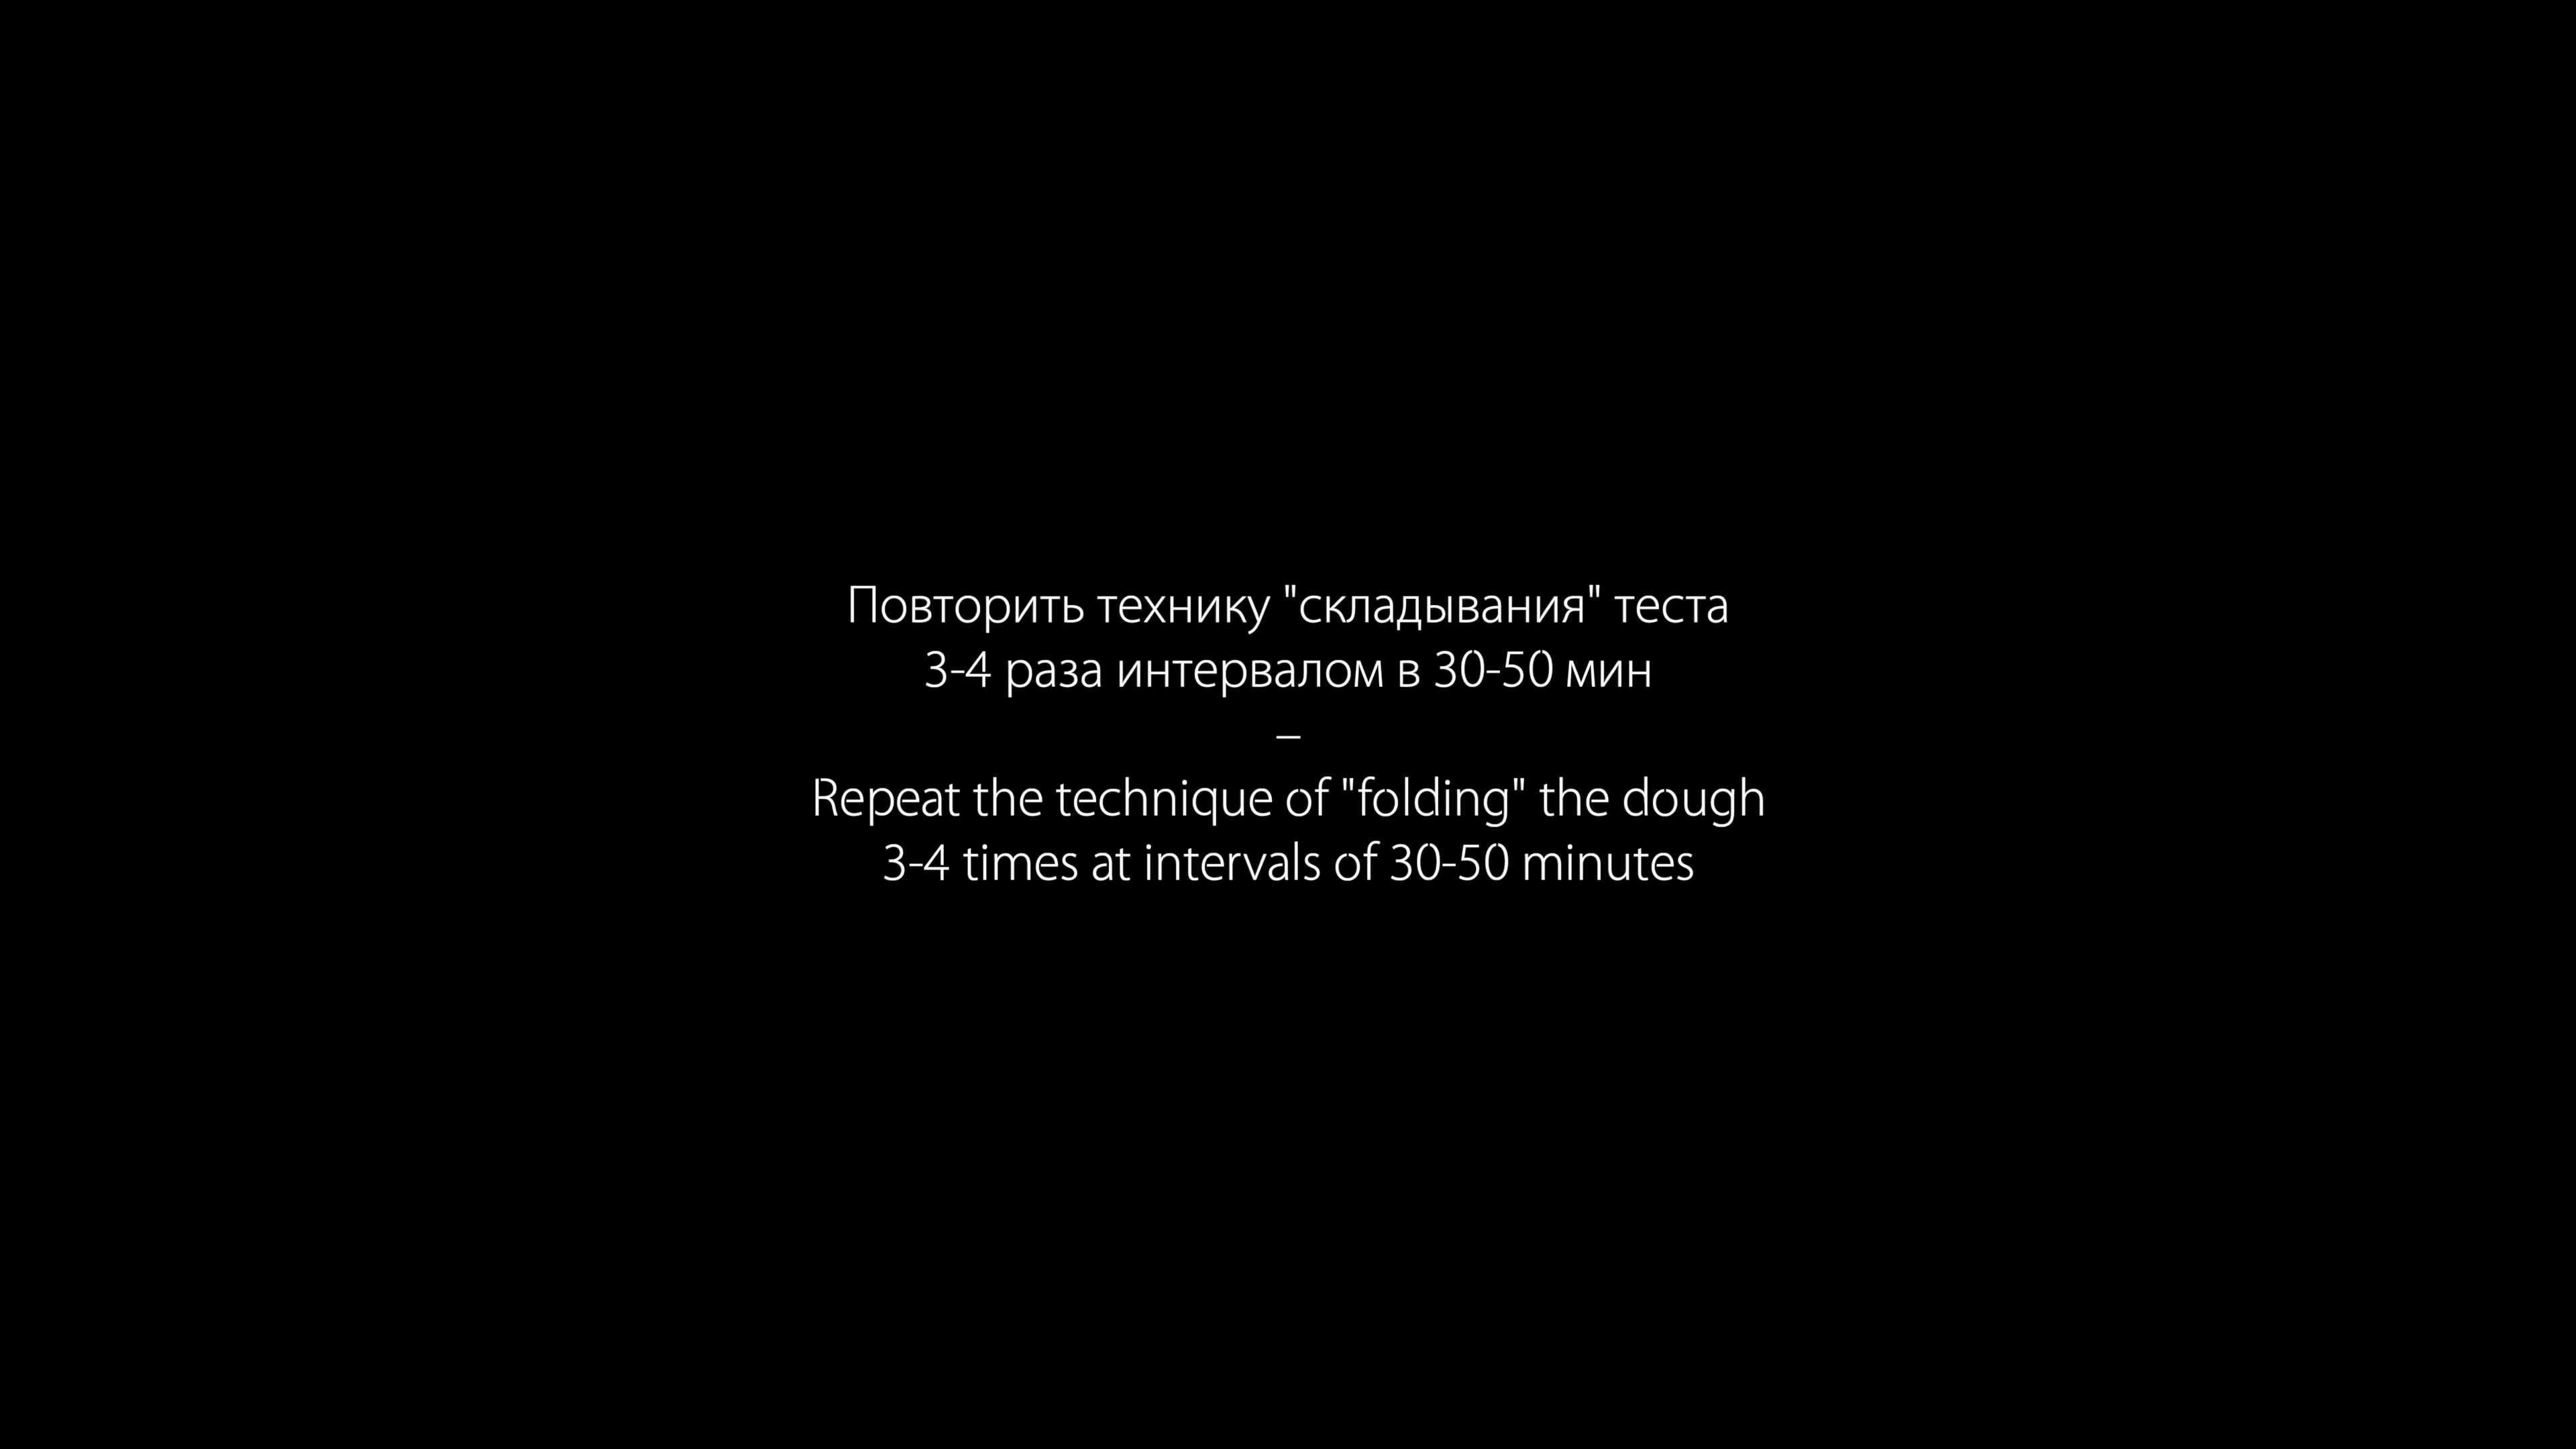 Повторить технику "складывания" теста
3-4 раза интервалом в 30-50 мин
–
Repeat the technique of "folding" the dough
3-4 times at intervals of 30-50 minutes